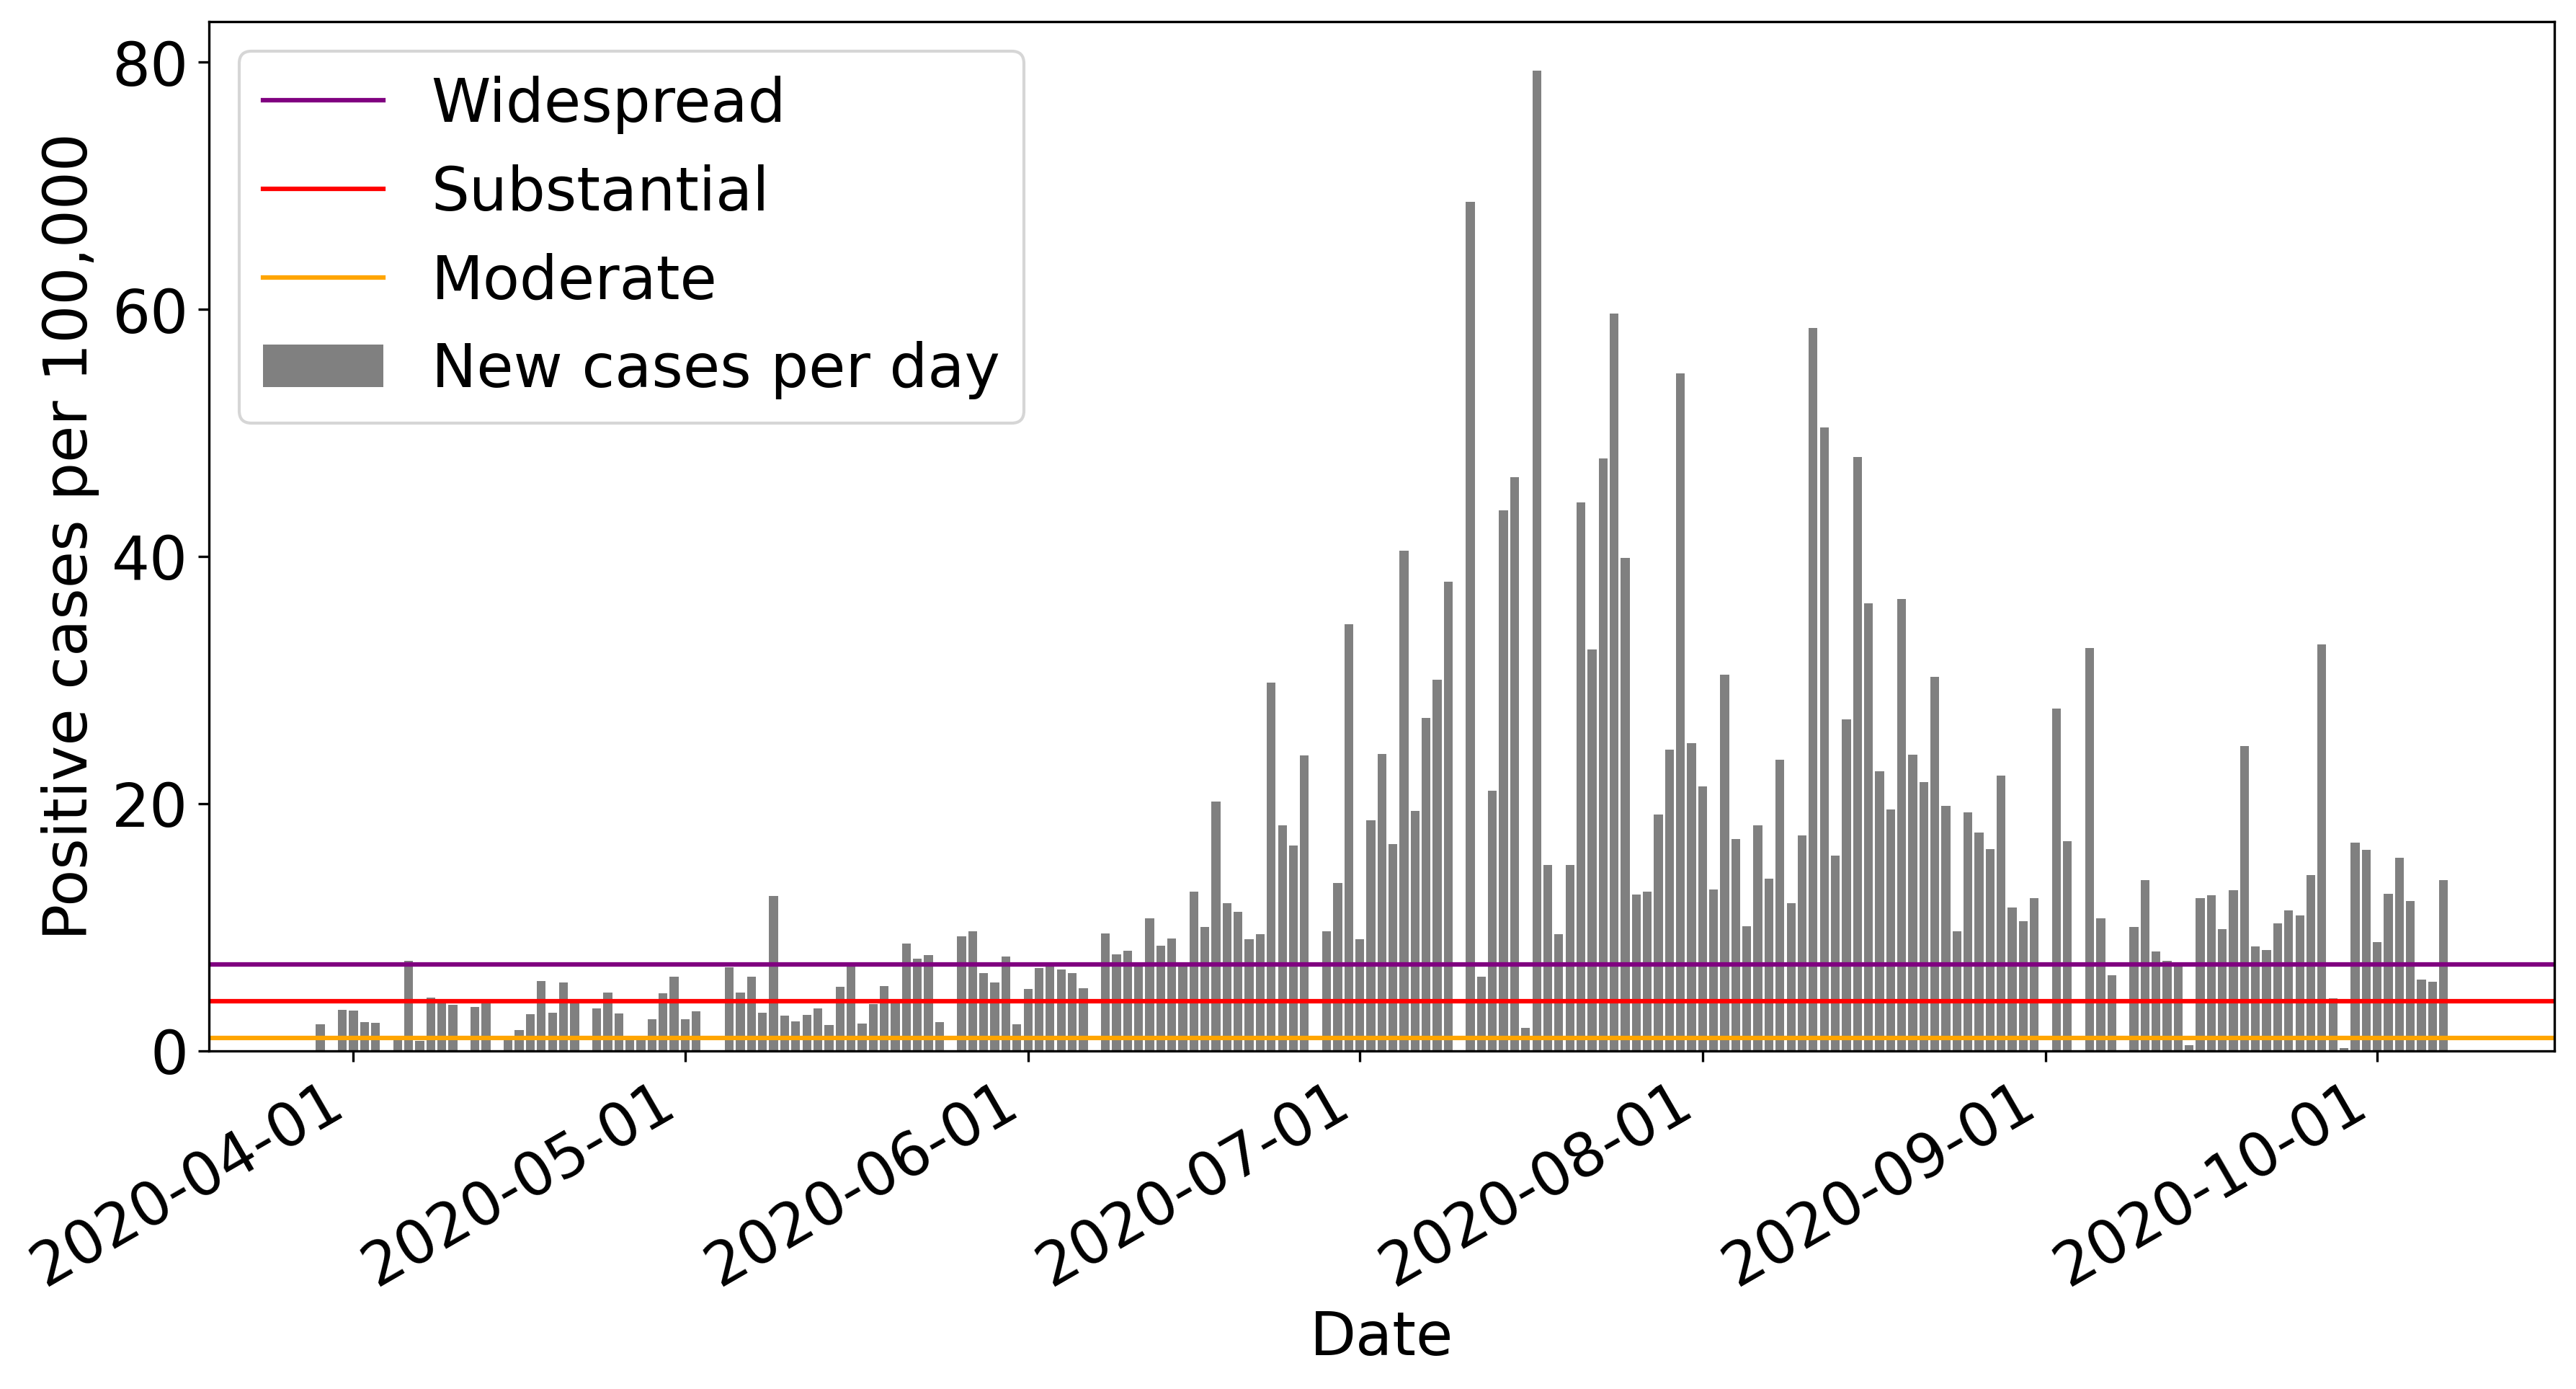 80
60
40
20
0
Positive cases per 100,000
Widespread
Substantial
Moderate
New cases per day
2020-04-01
2020-05-01
2020-06-01
2020-07-01
2020-08-01
2020-09-01
2020-10-01
Date